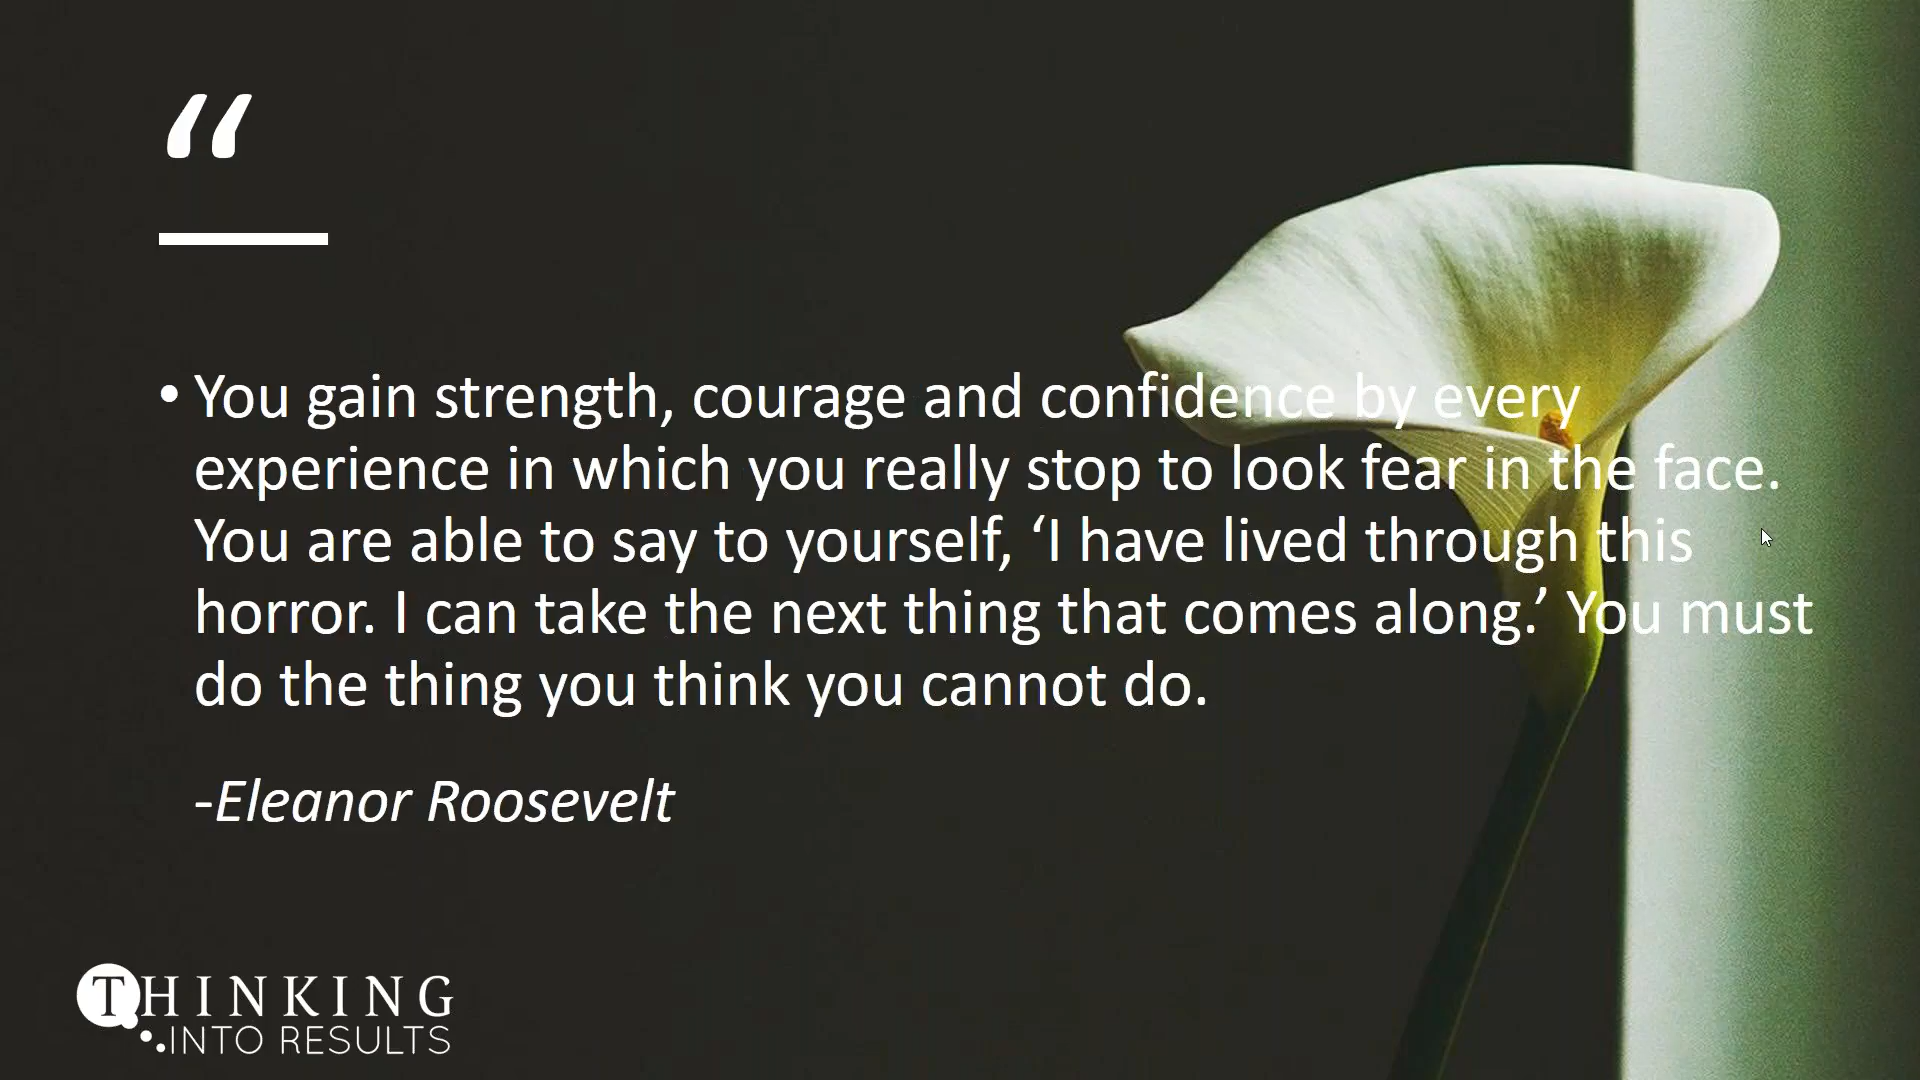 “
• You gain strength, courage and confidence by every
experience in which you really stop to look fear in the face.
You are able to say to yourself, ‘I have lived through this
horror. I can take the next thing that comes along.’ You must
do the thing you think you cannot do.
-Eleanor Roosevelt
THINKING
INTO RESULTS